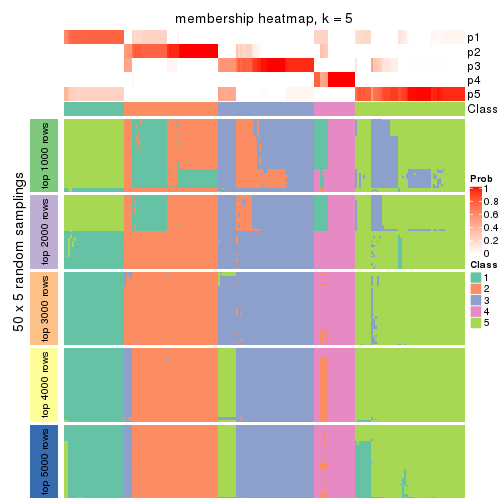 membership heatmap, k = 5
p1
p2
p3
p4
p5
Class
50 x 5 random samplings
top 1000 rows
top 2000 rows
top 3000 rows
top 4000 rows
top 5000 rows
Prob
1
0.8
0.6
0.4
0.2
0
Class
1
2
3
4
5